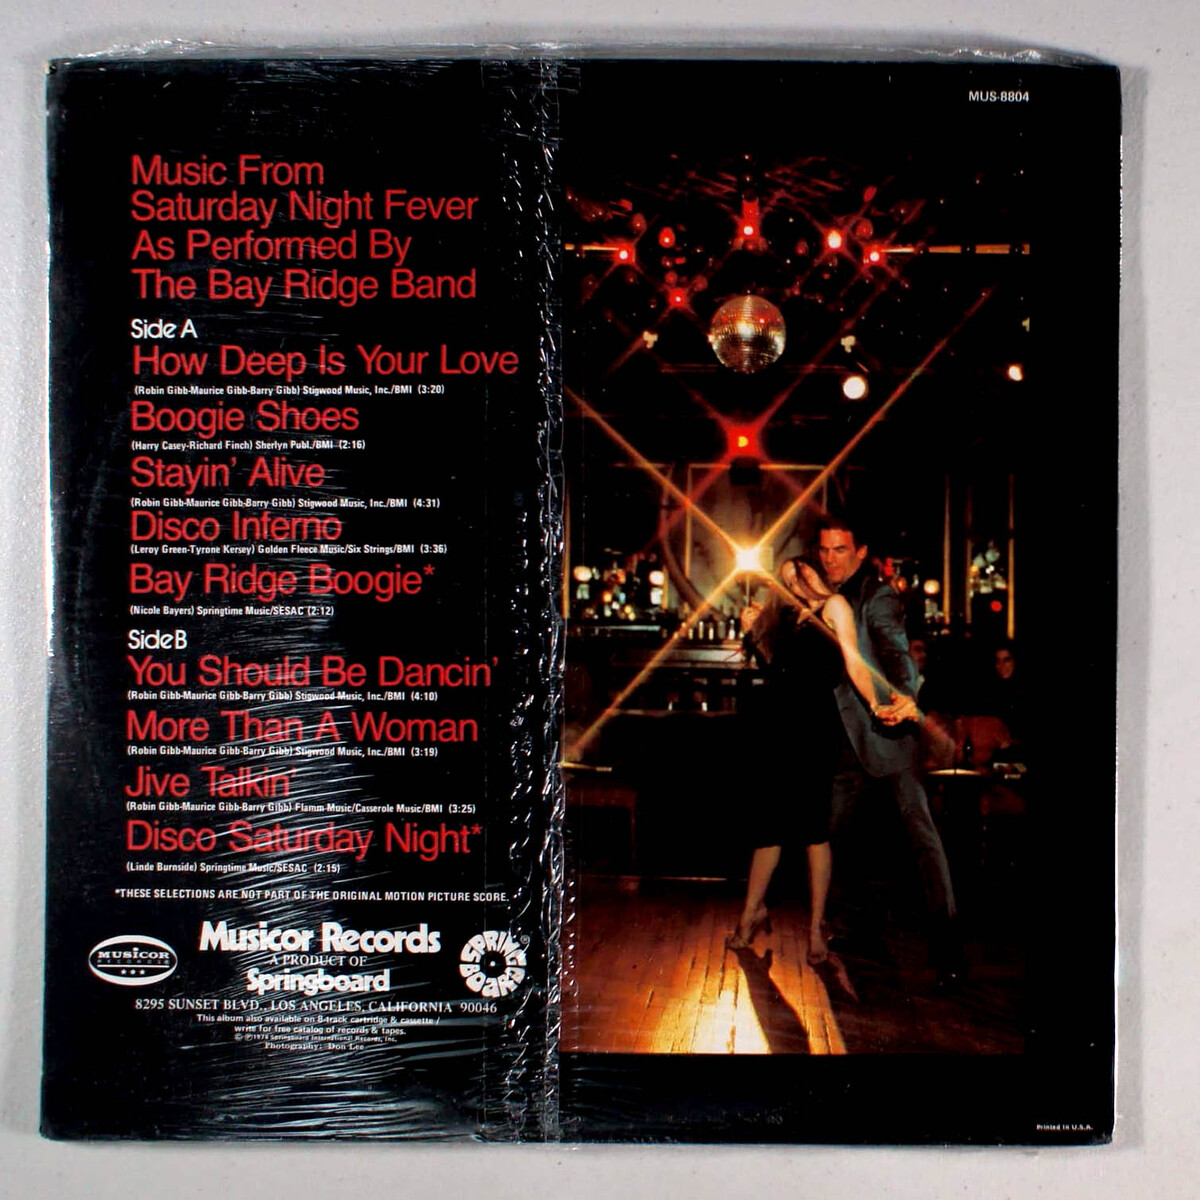 MUS-8804
Music From
Saturday Night Fever
As Performed By
The Bay Ridge Band
Side A
How Deep Is Your Love
(Robin Gibb-Maurice Gibb-Barry Gibb) Stigwood Music, Inc./BMI (3:20)
Boogie Shoes
(Harry Casey-Richard Finch) Sherlyn Publ./BMI (2:16)
Stayin' Alive
(Robin Gibb-Maurice Gibb-Barry Gibb) Stigwood Music, Inc./BMI (4:31)
Disco Inferno
(Leroy Green-Tyrone Kersey) Golden Fleece Music/Six Strings/BMI (3:36)
Bay Ridge Boogie*
(Nicole Bayers) Springtime Music/SESAC (2:12)
Side B
You Should Be Dancin'
(Robin Gibb-Maurice Gibb-Barry Gibb) Stigwood Music, Inc./BMI (4:10)
More Than A Woman
(Robin Gibb-Maurice Gibb-Barry Gibb) Stigwood Music, Inc./BMI (3:19)
Jive Talkin'
(Robin Gibb-Maurice Gibb-Barry Gibb) Flamm Music/Casserole Music/BMI (3:25)
Disco Saturday Night*
(Linde Burnside) Springtime Music/SESAC (2:15)
*THESE SELECTIONS ARE NOT PART OF THE ORIGINAL MOTION PICTURE SCORE.
MUSICOR
RECORDS
Musicor Records
A PRODUCT OF
Springboard
SPRING BOARD
8295 SUNSET BLVD., LOS ANGELES, CALIFORNIA 90046
This album also available on 8-track cartridge & cassette /
write for free catalog of records & tapes.
© ℗1978 Springboard International Records, Inc.
Photography: Don Lee
Printed in U.S.A.